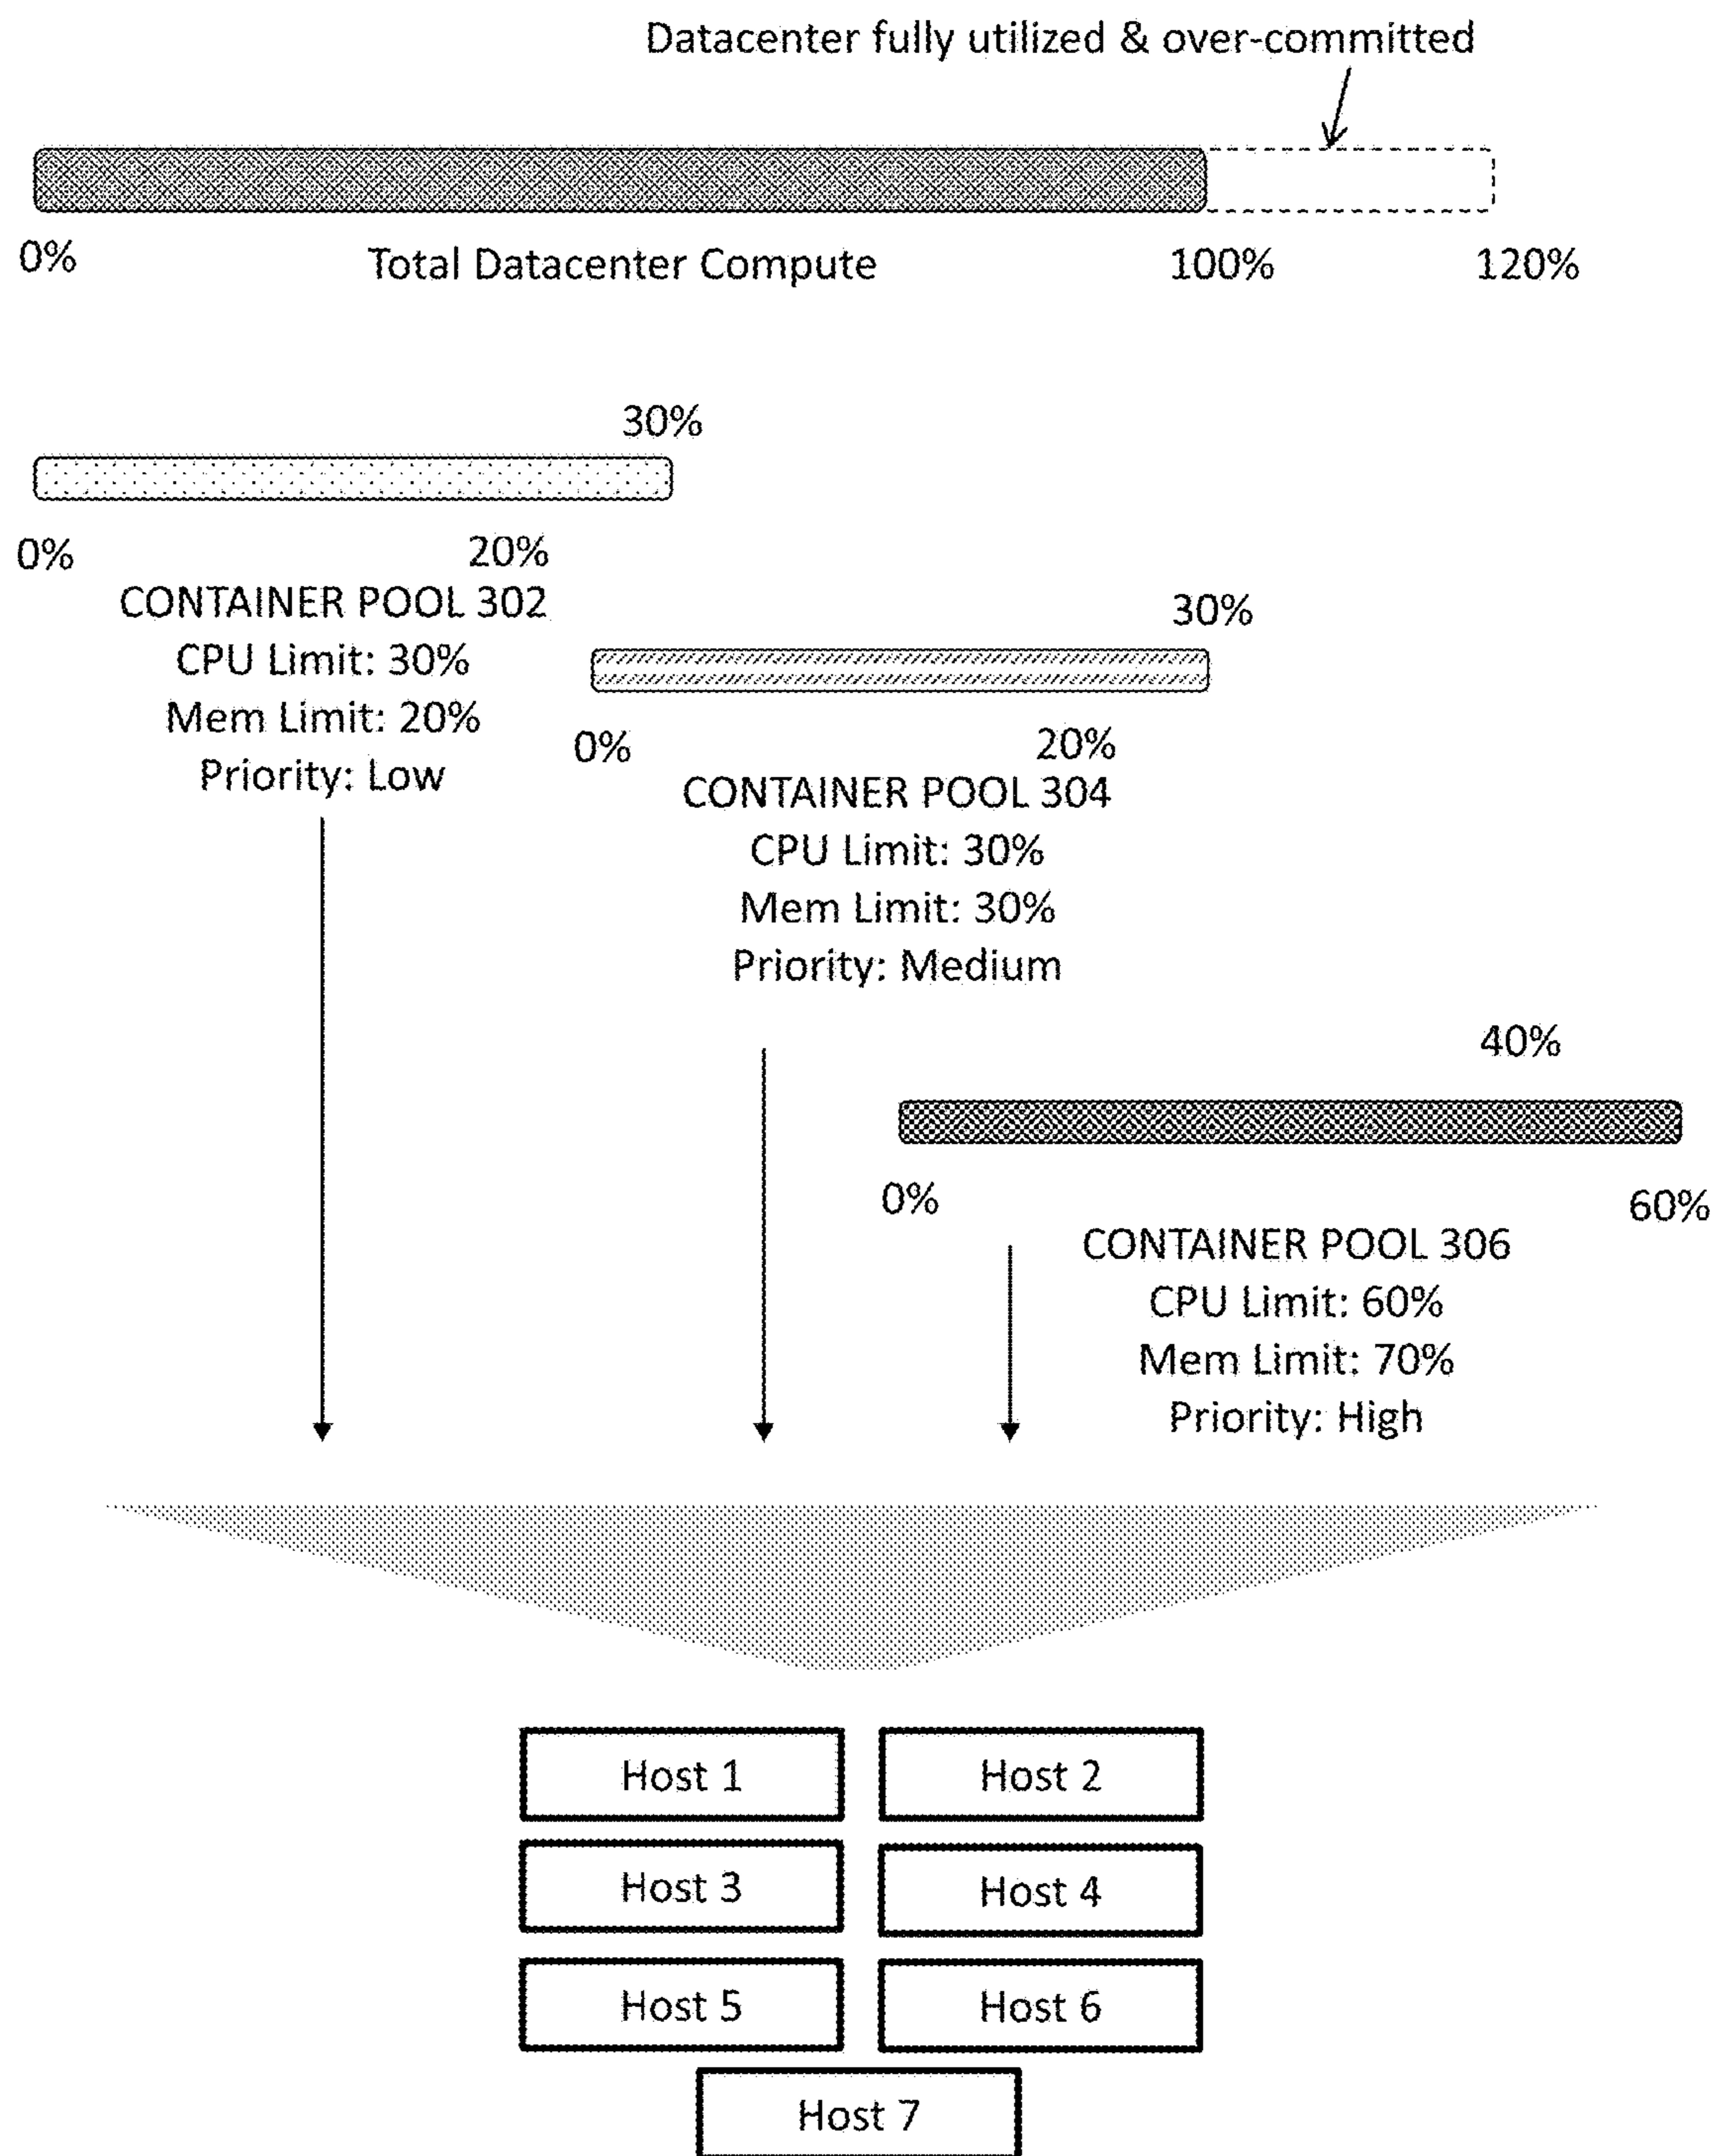 Datacenter fully utilized & over-committed
0%
Total Datacenter Compute
100%
120%
30%
0%
20%
CONTAINER POOL 302
CPU Limit: 30%
Mem Limit: 20%
Priority: Low
30%
0%
20%
CONTAINER POOL 304
CPU Limit: 30%
Mem Limit: 30%
Priority: Medium
40%
0%
60%
CONTAINER POOL 306
CPU Limit: 60%
Mem Limit: 70%
Priority: High
Host 1
Host 2
Host 3
Host 4
Host 5
Host 6
Host 7